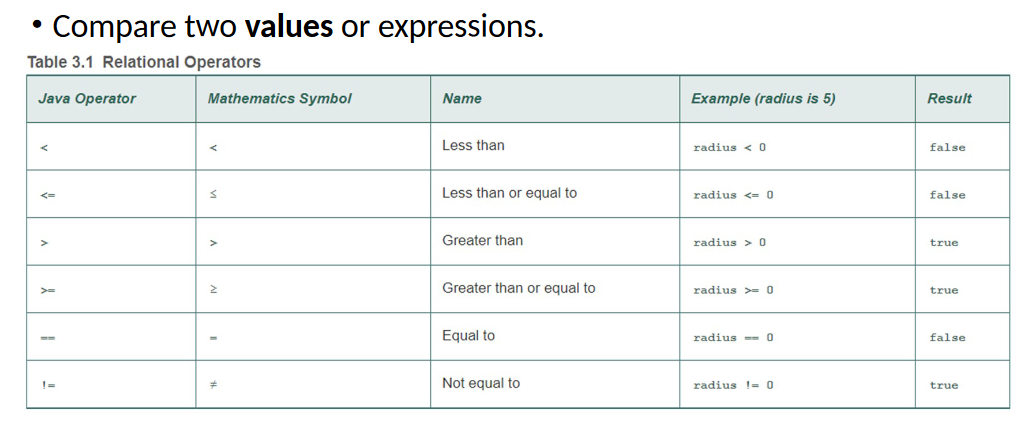 • Compare two values or expressions.
Table 3.1 Relational Operators
Java Operator Mathematics Symbol Name Example (radius is 5) Result
< < Less than radius < 0 false
<= ≤ Less than or equal to radius <= 0 false
> > Greater than radius > 0 true
>= ≥ Greater than or equal to radius >= 0 true
== = Equal to radius == 0 false
!= ≠ Not equal to radius != 0 true